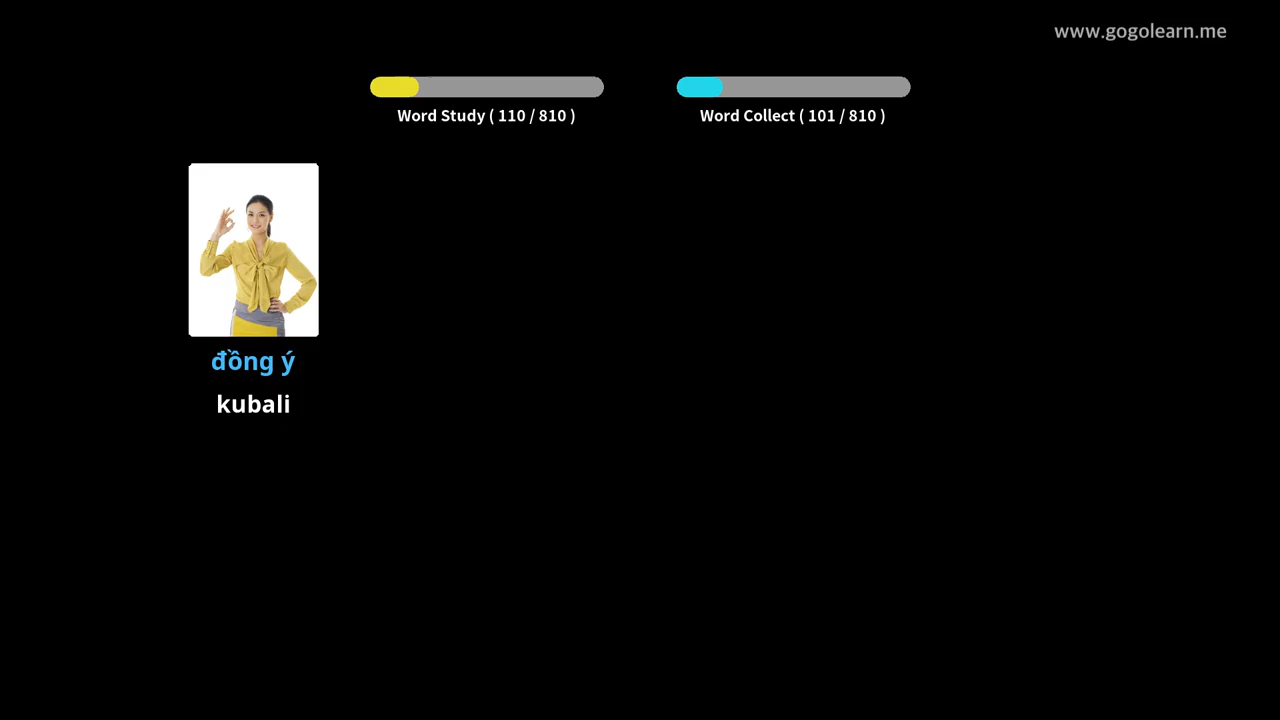 www.gogolearn.me
Word Study ( 110 / 810 )
Word Collect ( 101 / 810 )
đồng ý
kubali